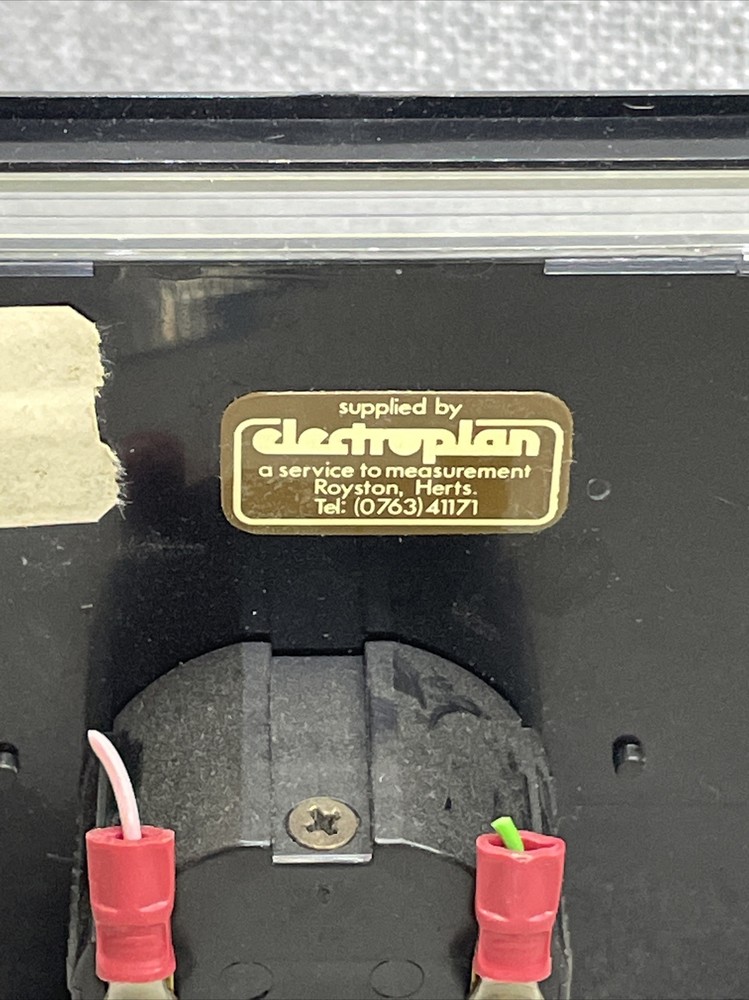 supplied by
electroplan
a service to measurement
Royston, Herts.
Tel: (0763) 41171